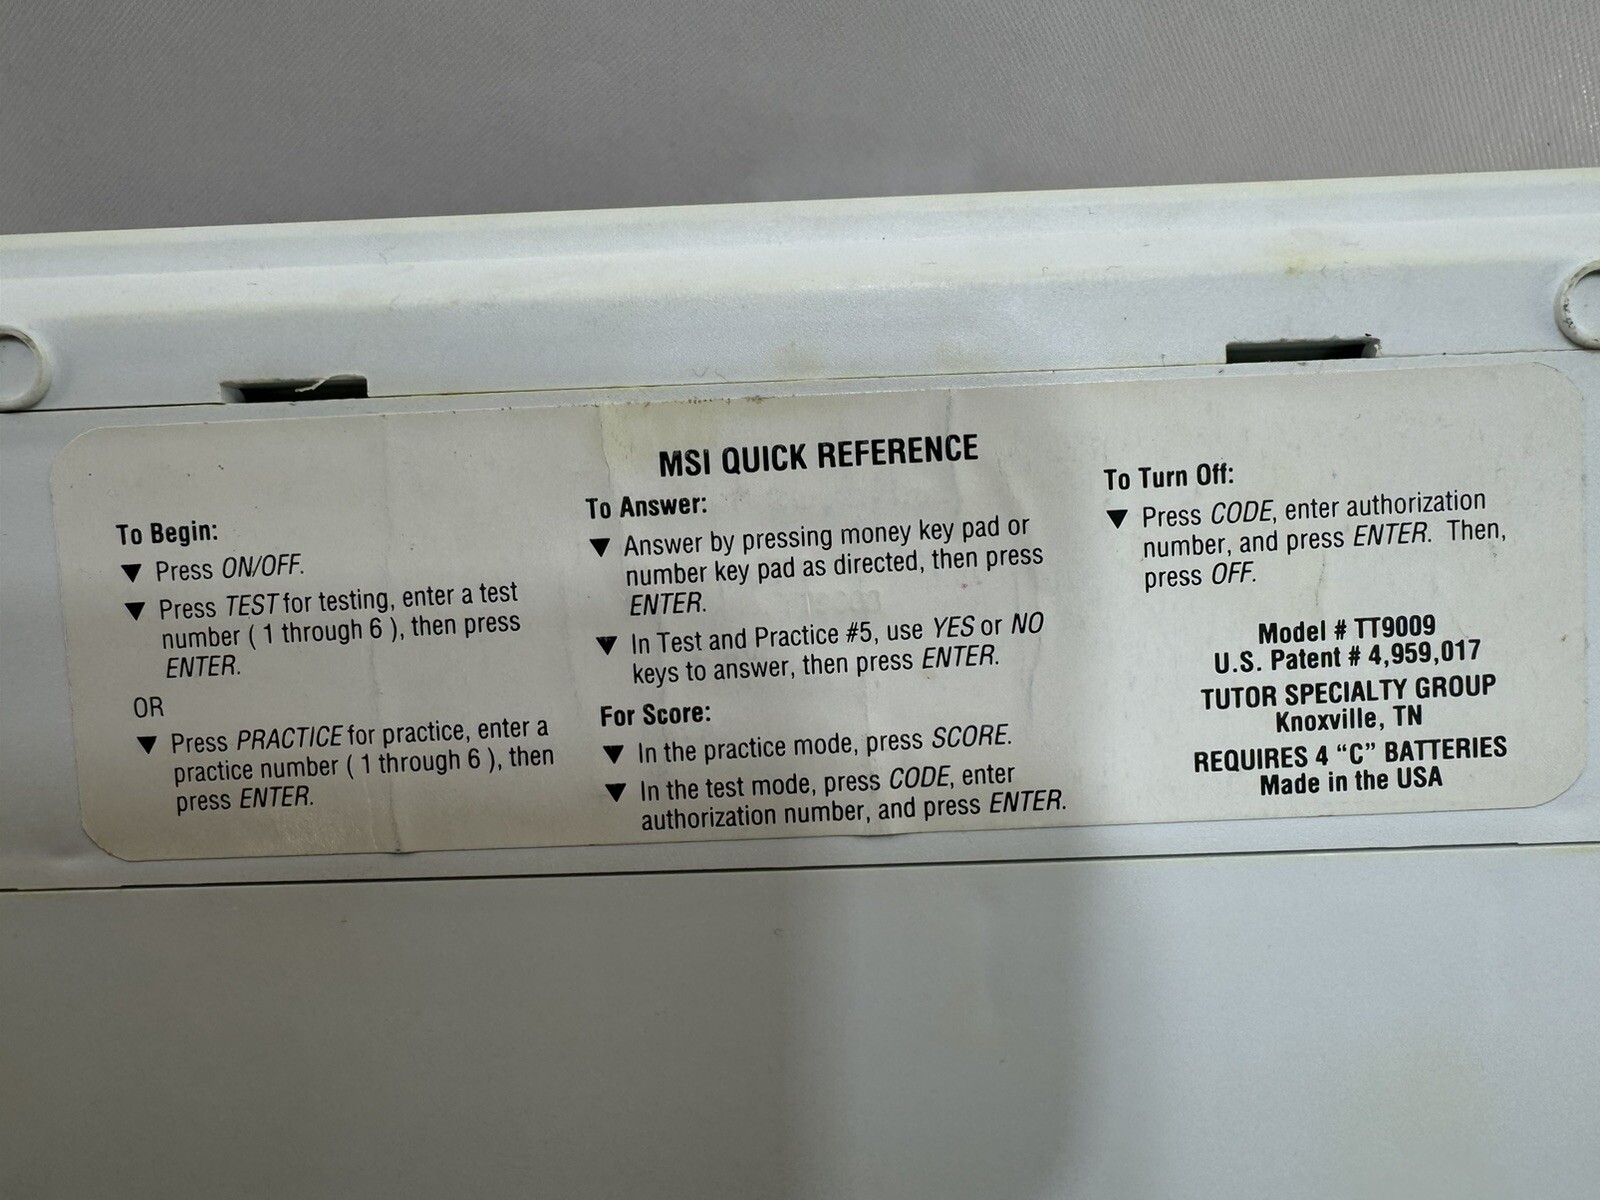 MSI QUICK REFERENCE
To Begin:
▼ Press ON/OFF.
▼ Press TEST for testing, enter a test
number ( 1 through 6 ), then press
ENTER.
OR
▼ Press PRACTICE for practice, enter a
practice number ( 1 through 6 ), then
press ENTER.
To Answer:
▼ Answer by pressing money key pad or
number key pad as directed, then press
ENTER.
▼ In Test and Practice #5, use YES or NO
keys to answer, then press ENTER.
For Score:
▼ In the practice mode, press SCORE.
▼ In the test mode, press CODE, enter
authorization number, and press ENTER.
To Turn Off:
▼ Press CODE, enter authorization
number, and press ENTER. Then,
press OFF.
Model # TT9009
U.S. Patent # 4,959,017
TUTOR SPECIALTY GROUP
Knoxville, TN
REQUIRES 4 “C” BATTERIES
Made in the USA